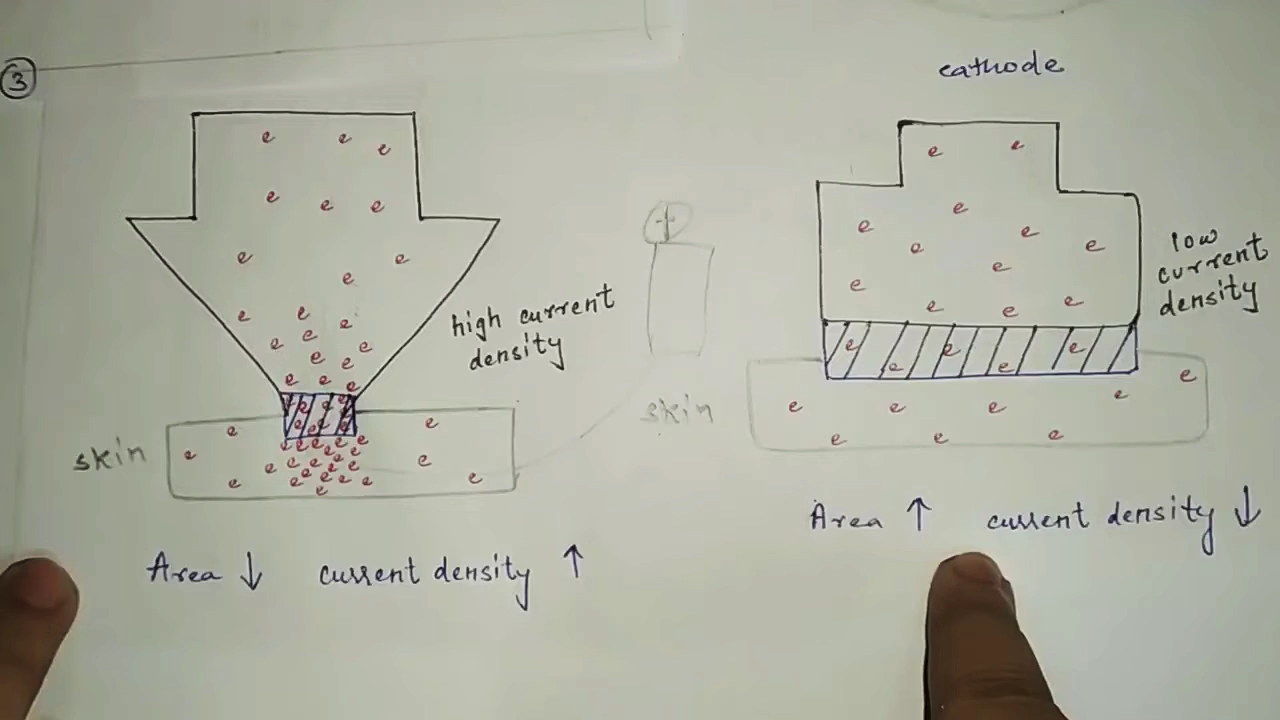 3
cathode
high current
density
low
current
density
skin
skin
Area ↓ current density ↑
Area ↑ current density ↓